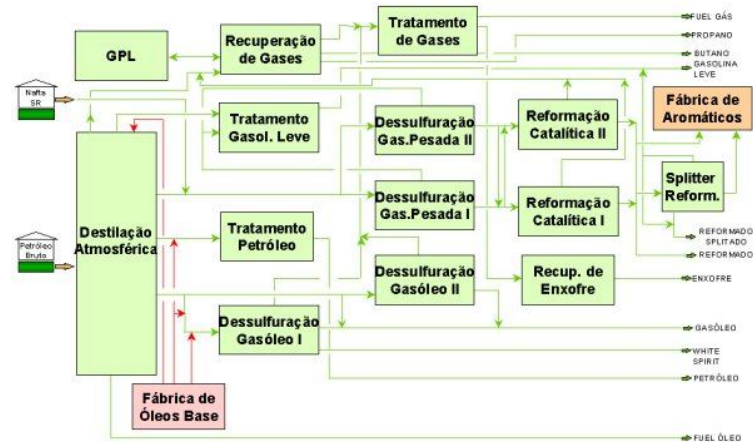 GPL
Recuperação
de Gases
Tratamento
de Gases
FUEL GÁS
PROPANO
BUTANO
GASOLINA
LEVE
Nafta
SR
Tratamento
Gasol. Leve
Dessulfuração
Gas.Pesada II
Reformação
Catalítica II
Fábrica de
Aromáticos
Destilação
Atmosférica
Dessulfuração
Gas.Pesada I
Reformação
Catalítica I
Splitter
Reform.
Petróleo
Bruto
Tratamento
Petróleo
REFORMADO
SPLITADO
REFORMADO
Dessulfuração
Gasóleo II
Recup. de
Enxofre
ENXOFRE
Dessulfuração
Gasóleo I
GASÓLEO
WHITE
SPIRIT
Fábrica de
Óleos Base
PETRÓLEO
FUEL ÓLEO